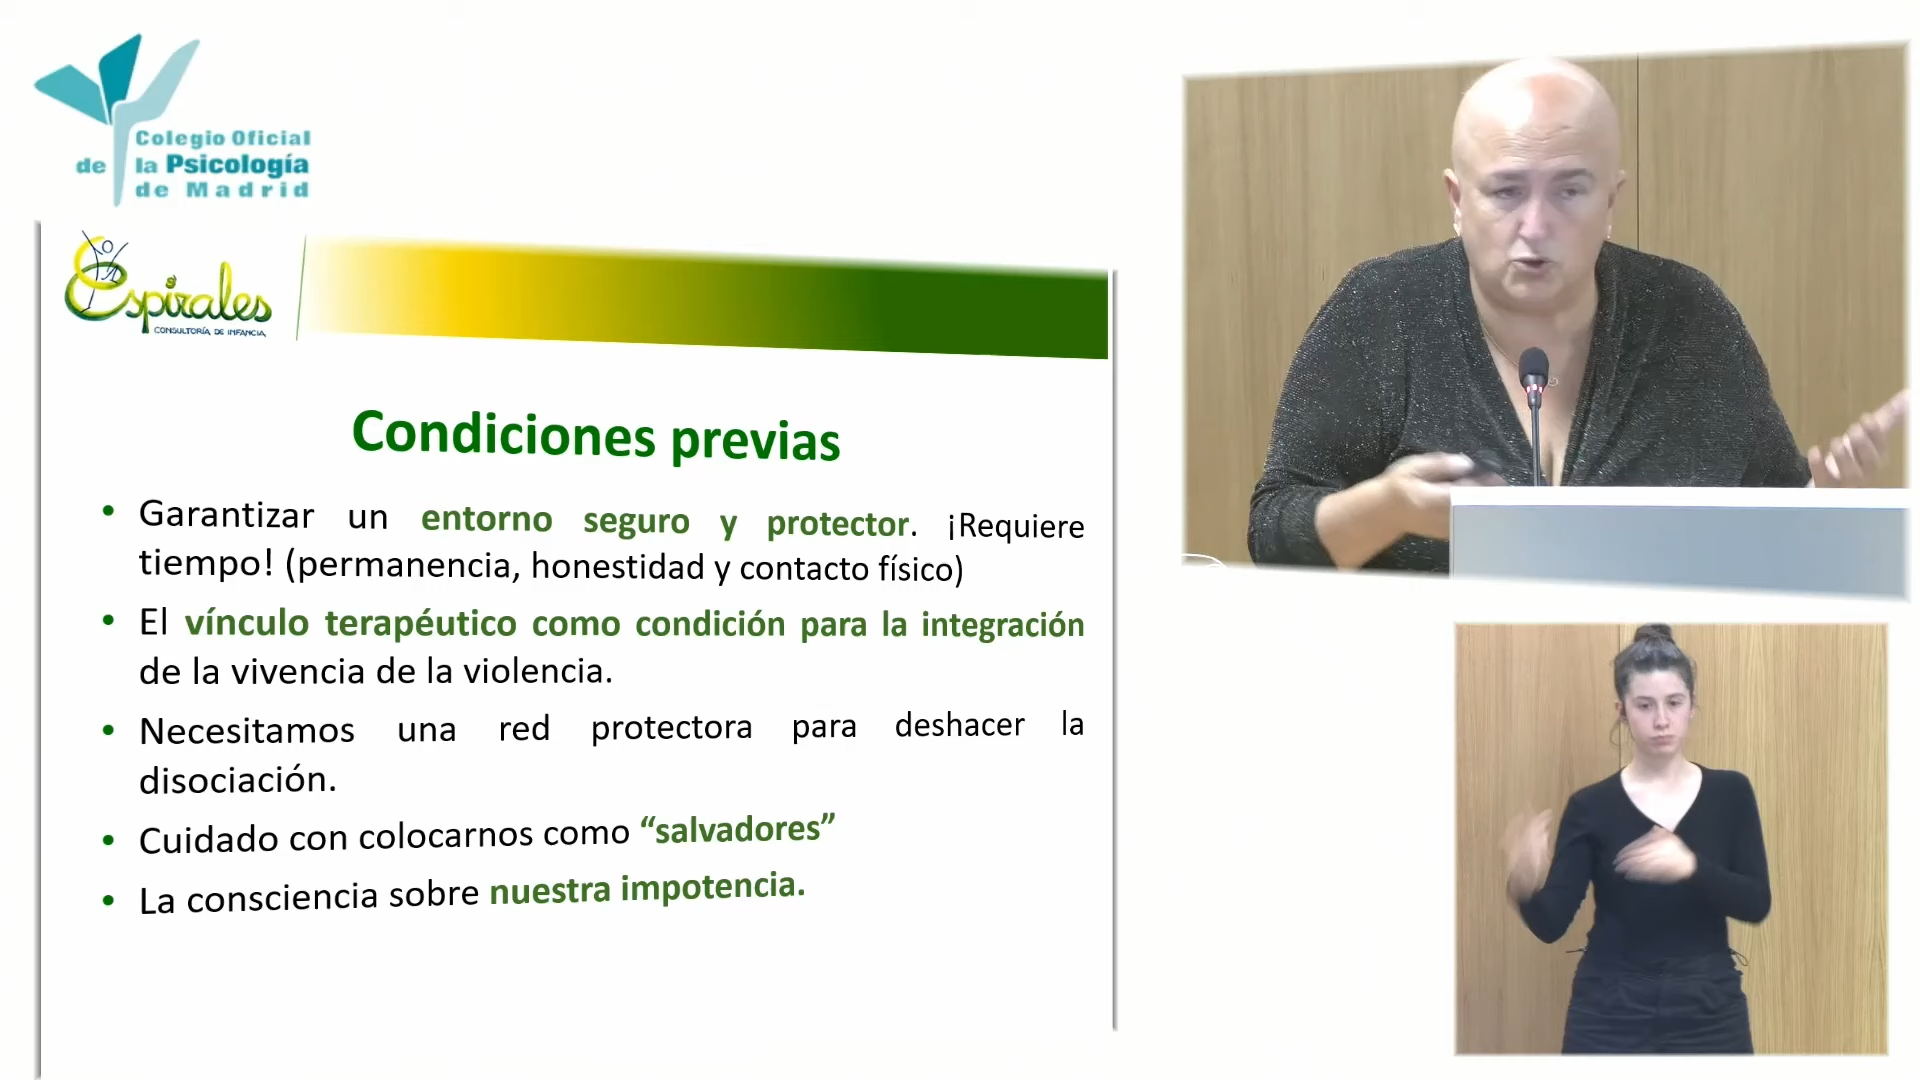 Colegio Oficial
de la Psicología
de Madrid
Espirales
CONSULTORÍA DE INFANCIA
Condiciones previas
• Garantizar un entorno seguro y protector. ¡Requiere
tiempo! (permanencia, honestidad y contacto físico)
• El vínculo terapéutico como condición para la integración
de la vivencia de la violencia.
• Necesitamos una red protectora para deshacer la
disociación.
• Cuidado con colocarnos como “salvadores”
• La consciencia sobre nuestra impotencia.